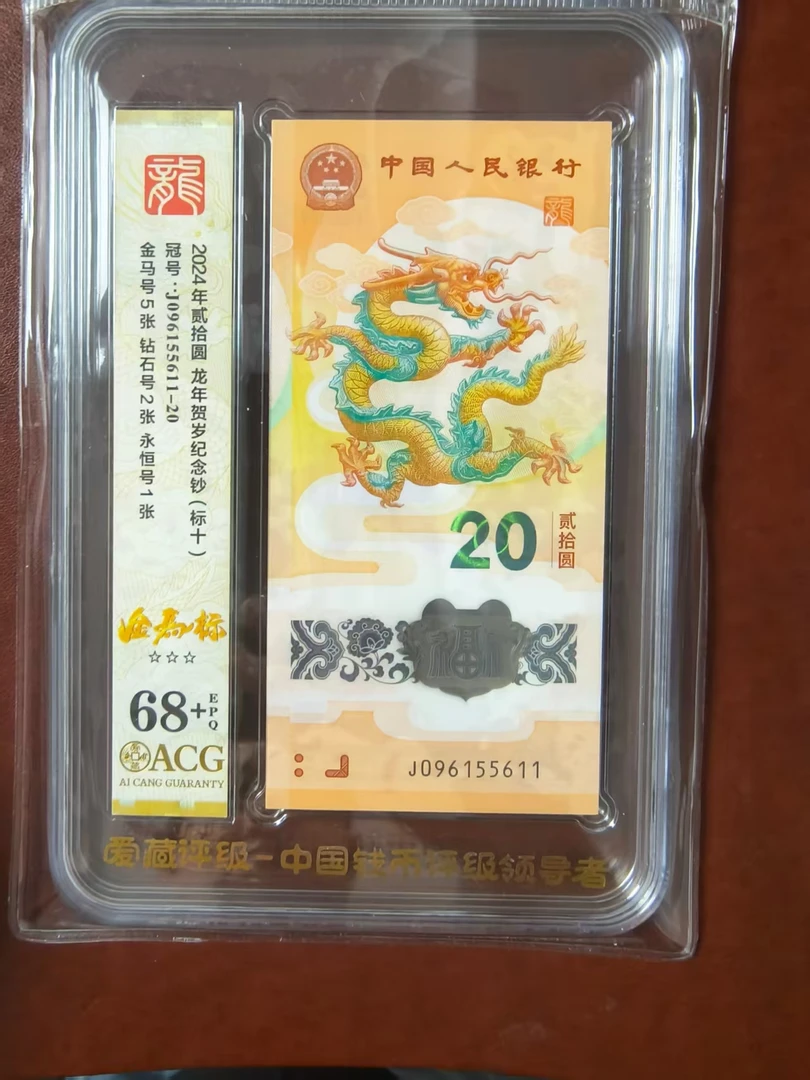 龍
2024年贰拾圆 龙年贺岁纪念钞(标十)
冠号:J096155611-20
金马号5张 钻石号2张 永恒号1张
金马标
☆☆☆
68+
EPQ
ACG
AI CANG GUARANTY
中国人民银行
龍
20
贰拾圆
福
J096155611
爱藏评级-中国钱币评级领导者